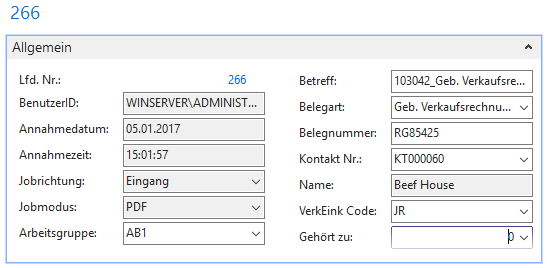 266
Allgemein
Lfd. Nr.: 266
BenutzerID: WINSERVER\ADMINIST...
Annahmedatum: 05.01.2017
Annahmezeit: 15:01:57
Jobrichtung: Eingang
Jobmodus: PDF
Arbeitsgruppe: AB1
Betreff: 103042_Geb. Verkaufsre...
Belegart: Geb. Verkaufsrechnu...
Belegnummer: RG85425
Kontakt Nr.: KT000060
Name: Beef House
VerkEink Code: JR
Gehört zu: 0